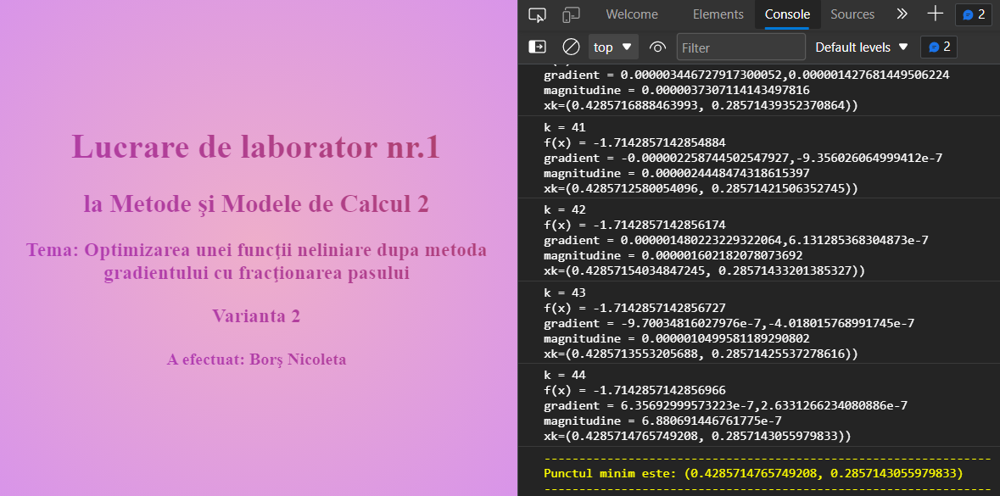 Lucrare de laborator nr.1
la Metode şi Modele de Calcul 2
Tema: Optimizarea unei funcţii neliniare dupa metoda
gradientului cu fracţionarea pasului
Varianta 2
A efectuat: Borş Nicoleta
Welcome Elements Console Sources 2
top Filter Default levels 2
gradient = 0.000003446727917300052,0.000001427681449506224
magnitudine = 0.0000037307114143497816
xk=(0.4285716888463993, 0.28571439352370864))
k = 41
f(x) = -1.7142857142854884
gradient = -0.000002258744502547927,-9.356026064999412e-7
magnitudine = 0.0000024448474318615397
xk=(0.4285712580054096, 0.28571421506352745))
k = 42
f(x) = -1.7142857142856174
gradient = 0.000001480223229322064,6.131285368304873e-7
magnitudine = 0.000001602182078073692
xk=(0.42857154034847245, 0.28571433201385327))
k = 43
f(x) = -1.7142857142856727
gradient = -9.70034816027976e-7,-4.018015768991745e-7
magnitudine = 0.0000010499581189290802
xk=(0.4285713553205688, 0.28571425537278616))
k = 44
f(x) = -1.7142857142856966
gradient = 6.35692999573223e-7,2.6331266234080886e-7
magnitudine = 6.880691446761775e-7
xk=(0.4285714765749208, 0.2857143055979833))
----------------------------------------------------------------
Punctul minim este: (0.4285714765749208, 0.2857143055979833)
----------------------------------------------------------------